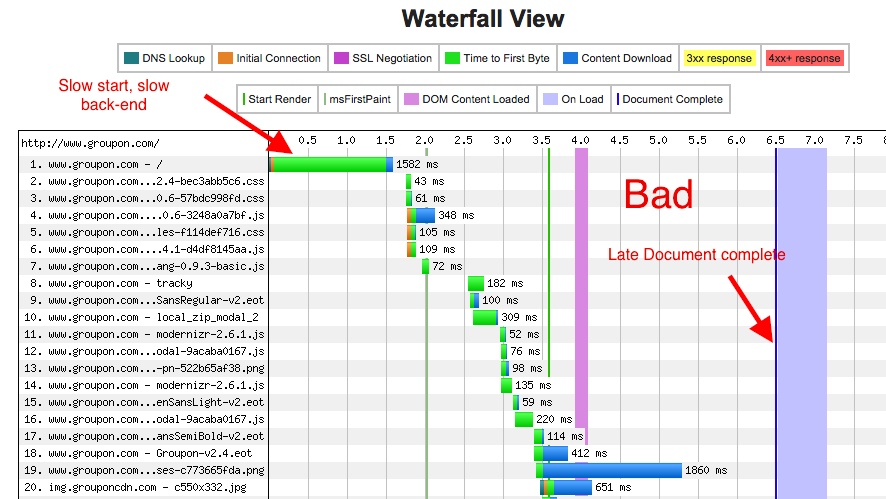 Waterfall View
DNS Lookup Initial Connection SSL Negotiation Time to First Byte Content Download 3xx response 4xx+ response
Slow start, slow
back-end
Start Render msFirstPaint DOM Content Loaded On Load Document Complete
http://www.groupon.com/ 0.5 1.0 1.5 2.0 2.5 3.0 3.5 4.0 4.5 5.0 5.5 6.0 6.5 7.0 7.5 8
1. www.groupon.com - / 1582 ms
2. www.groupon.com...2.4-bec3abb5c6.css 43 ms
3. www.groupon.com...0.6-57bdc998fd.css 61 ms
4. www.groupon.com....0.6-3248a0a7bf.js 348 ms
5. www.groupon.com...les-f114def716.css 105 ms
6. www.groupon.com....4.1-d4df8145aa.js 109 ms
7. www.groupon.com...ang-0.9.3-basic.js 72 ms
8. www.groupon.com - tracky 182 ms
9. www.groupon.com...SansRegular-v2.eot 100 ms
10. www.groupon.com - local_zip_modal_2 309 ms
11. www.groupon.com - modernizr-2.6.1.js 52 ms
12. www.groupon.com...odal-9acaba0167.js 76 ms
13. www.groupon.com...-pn-522b65af38.png 98 ms
14. www.groupon.com - modernizr-2.6.1.js 135 ms
15. www.groupon.com...enSansLight-v2.eot 59 ms
16. www.groupon.com...odal-9acaba0167.js 220 ms
17. www.groupon.com...ansSemiBold-v2.eot 114 ms
18. www.groupon.com - Groupon-v2.4.eot 412 ms
19. www.groupon.com...ses-c773665fda.png 1860 ms
20. img.grouponcdn.com - c550x332.jpg 651 ms
Bad
Late Document complete